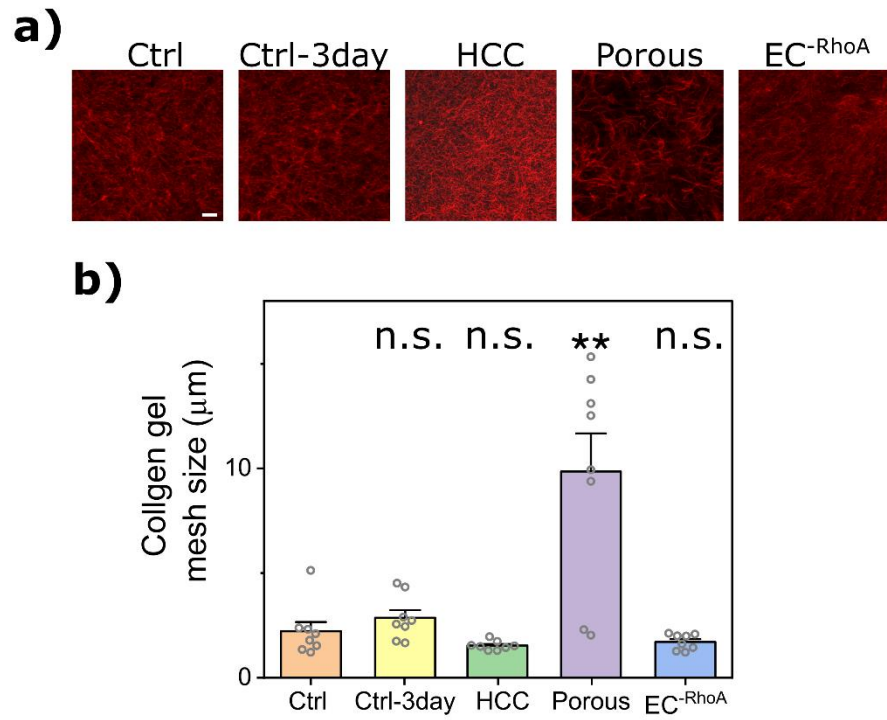 a)
Ctrl Ctrl-3day HCC Porous EC-RhoA
b)
n.s. n.s. ** n.s.
Collgen gel
mesh size (μm)
10
0
Ctrl Ctrl-3day HCC Porous EC-RhoA